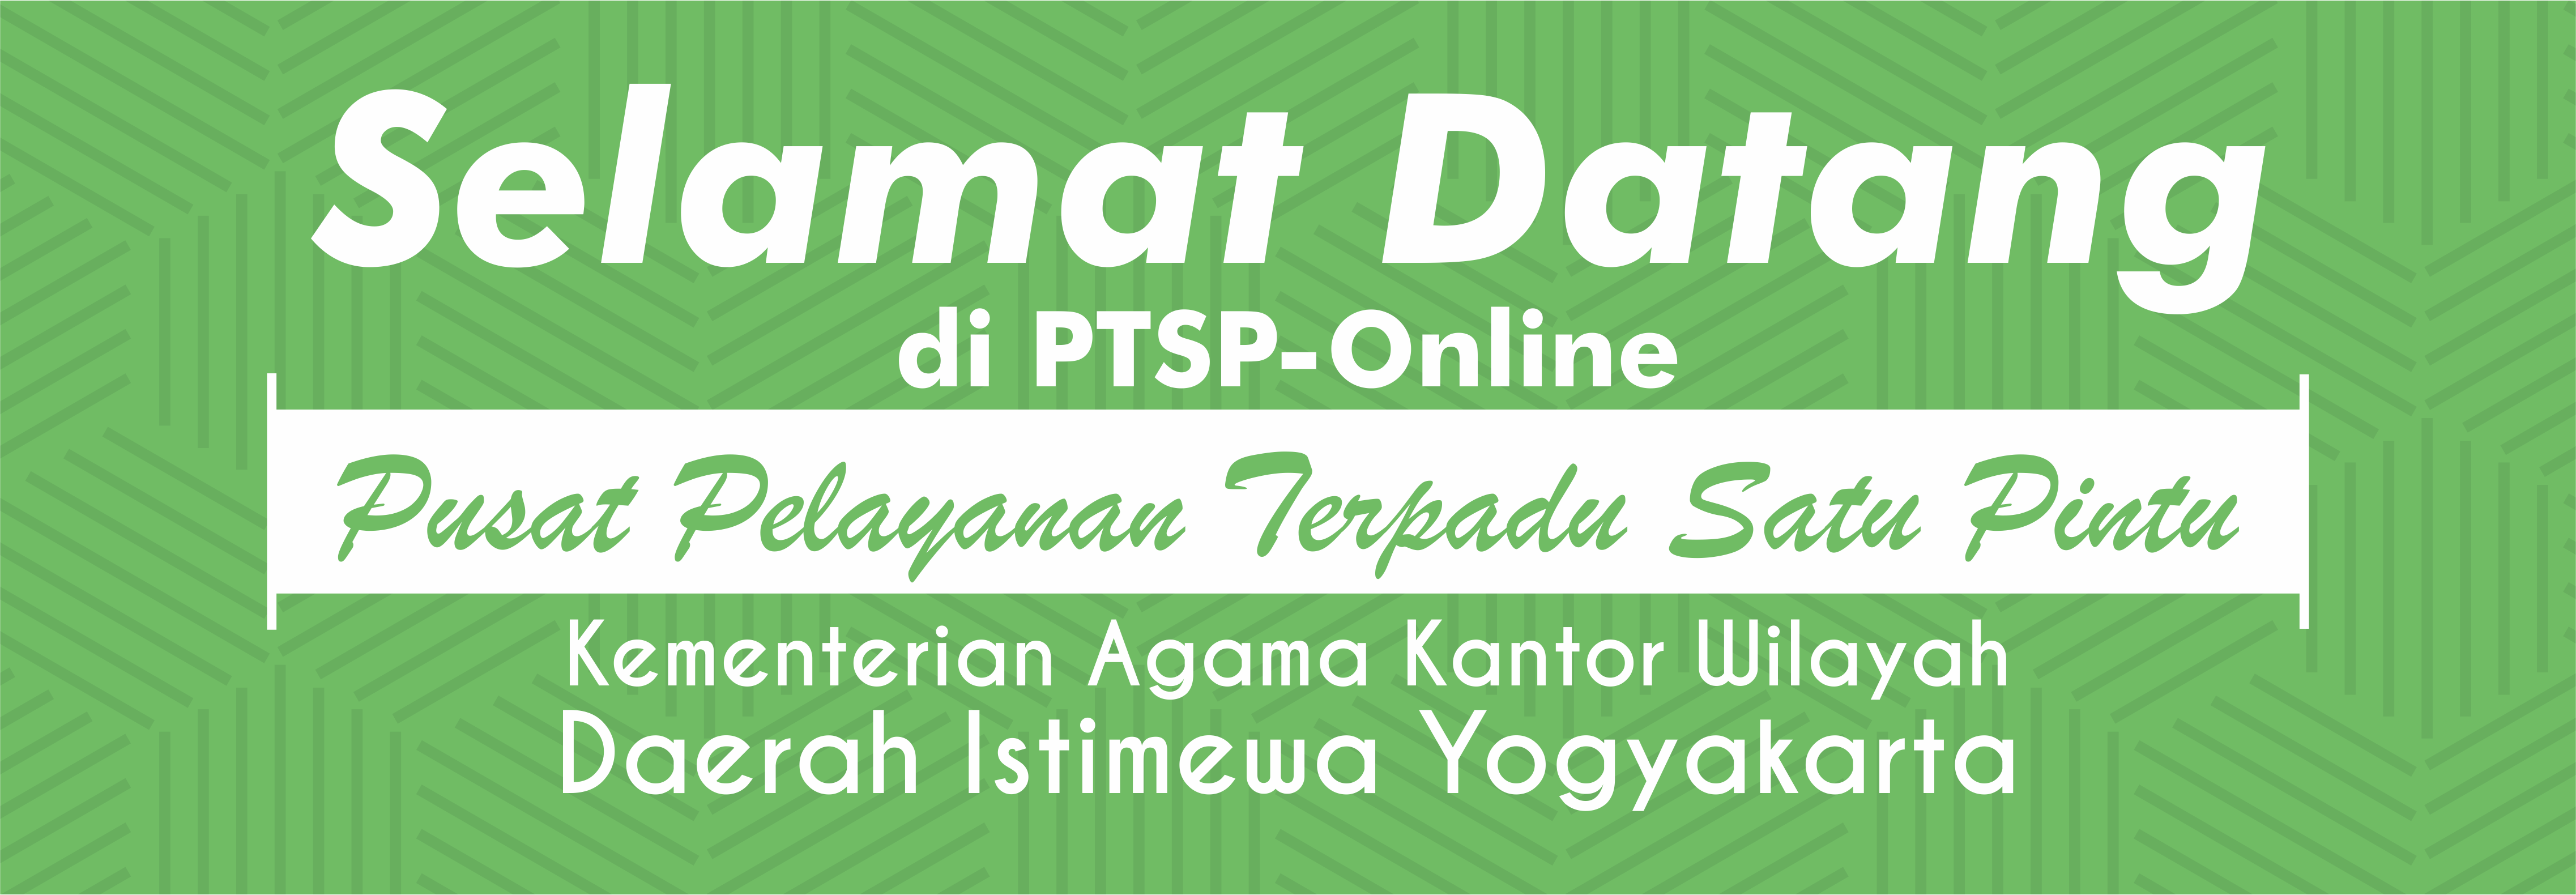 Selamat Datang
di PTSP-Online
Pusat Pelayanan Terpadu Satu Pintu
Kementerian Agama Kantor Wilayah
Daerah Istimewa Yogyakarta